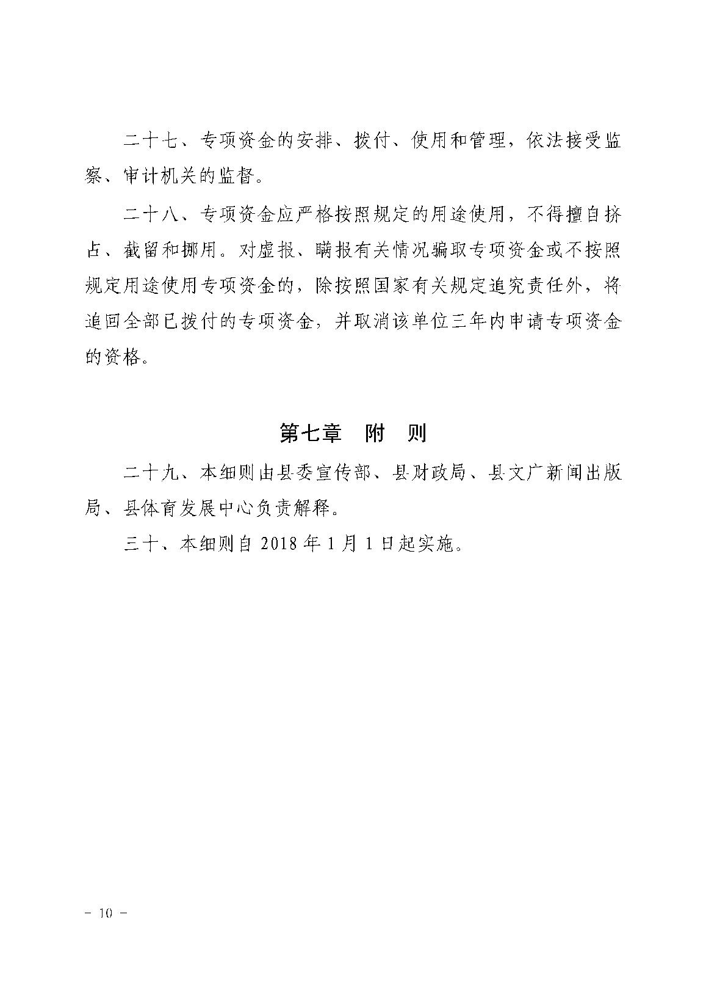 二十七、专项资金的安排、拨付、使用和管理，依法接受监
察、审计机关的监督。
二十八、专项资金应严格按照规定的用途使用，不得擅自挤
占、截留和挪用。对虚报、瞒报有关情况骗取专项资金或不按照
规定用途使用专项资金的，除按照国家有关规定追究责任外，将
追回全部已拨付的专项资金，并取消该单位三年内申请专项资金
的资格。
第七章　附　则
二十九、本细则由县委宣传部、县财政局、县文广新闻出版
局、县体育发展中心负责解释。
三十、本细则自 2018 年 1 月 1 日起实施。
- 10 -